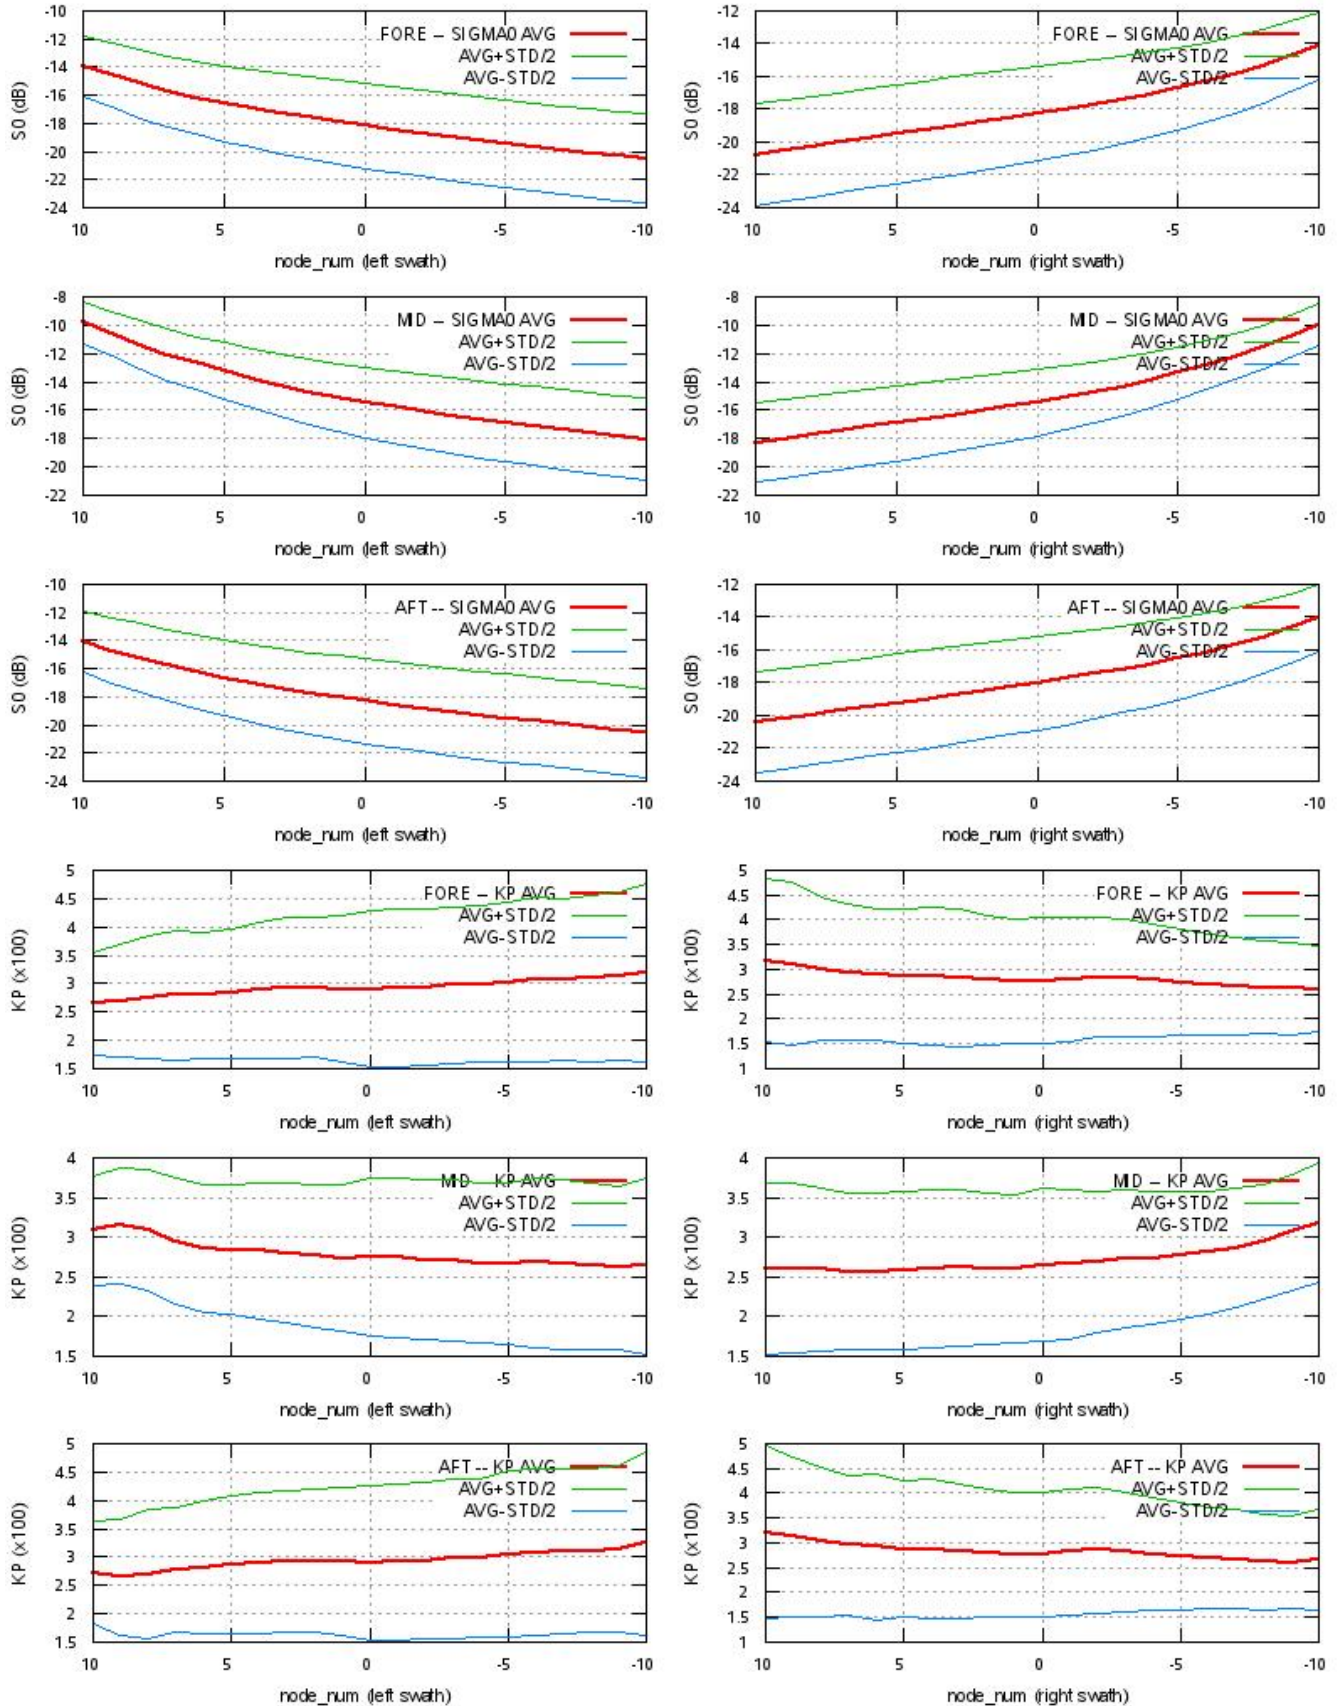 -10
-12
-14
-16
-18
-20
-22
-24
S0 (dB)
FORE -- SIGMA0 AVG
AVG+STD/2
AVG-STD/2
10 5 0 -5 -10
node_num (left swath)
-12
-14
-16
-18
-20
-22
-24
S0 (dB)
FORE -- SIGMA0 AVG
AVG+STD/2
AVG-STD/2
10 5 0 -5 -10
node_num (right swath)
-8
-10
-12
-14
-16
-18
-20
-22
S0 (dB)
MID -- SIGMA0 AVG
AVG+STD/2
AVG-STD/2
10 5 0 -5 -10
node_num (left swath)
-8
-10
-12
-14
-16
-18
-20
-22
S0 (dB)
MID -- SIGMA0 AVG
AVG+STD/2
AVG-STD/2
10 5 0 -5 -10
node_num (right swath)
-10
-12
-14
-16
-18
-20
-22
-24
S0 (dB)
AFT -- SIGMA0 AVG
AVG+STD/2
AVG-STD/2
10 5 0 -5 -10
node_num (left swath)
-12
-14
-16
-18
-20
-22
-24
S0 (dB)
AFT -- SIGMA0 AVG
AVG+STD/2
AVG-STD/2
10 5 0 -5 -10
node_num (right swath)
5
4.5
4
3.5
3
2.5
2
1.5
KP (x100)
FORE -- KP AVG
AVG+STD/2
AVG-STD/2
10 5 0 -5 -10
node_num (left swath)
5
4.5
4
3.5
3
2.5
2
1.5
1
KP (x100)
FORE -- KP AVG
AVG+STD/2
AVG-STD/2
10 5 0 -5 -10
node_num (right swath)
4
3.5
3
2.5
2
1.5
KP (x100)
MID -- KP AVG
AVG+STD/2
AVG-STD/2
10 5 0 -5 -10
node_num (left swath)
4
3.5
3
2.5
2
1.5
KP (x100)
MID -- KP AVG
AVG+STD/2
AVG-STD/2
10 5 0 -5 -10
node_num (right swath)
5
4.5
4
3.5
3
2.5
2
1.5
KP (x100)
AFT -- KP AVG
AVG+STD/2
AVG-STD/2
10 5 0 -5 -10
node_num (left swath)
5
4.5
4
3.5
3
2.5
2
1.5
1
KP (x100)
AFT -- KP AVG
AVG+STD/2
AVG-STD/2
10 5 0 -5 -10
node_num (right swath)